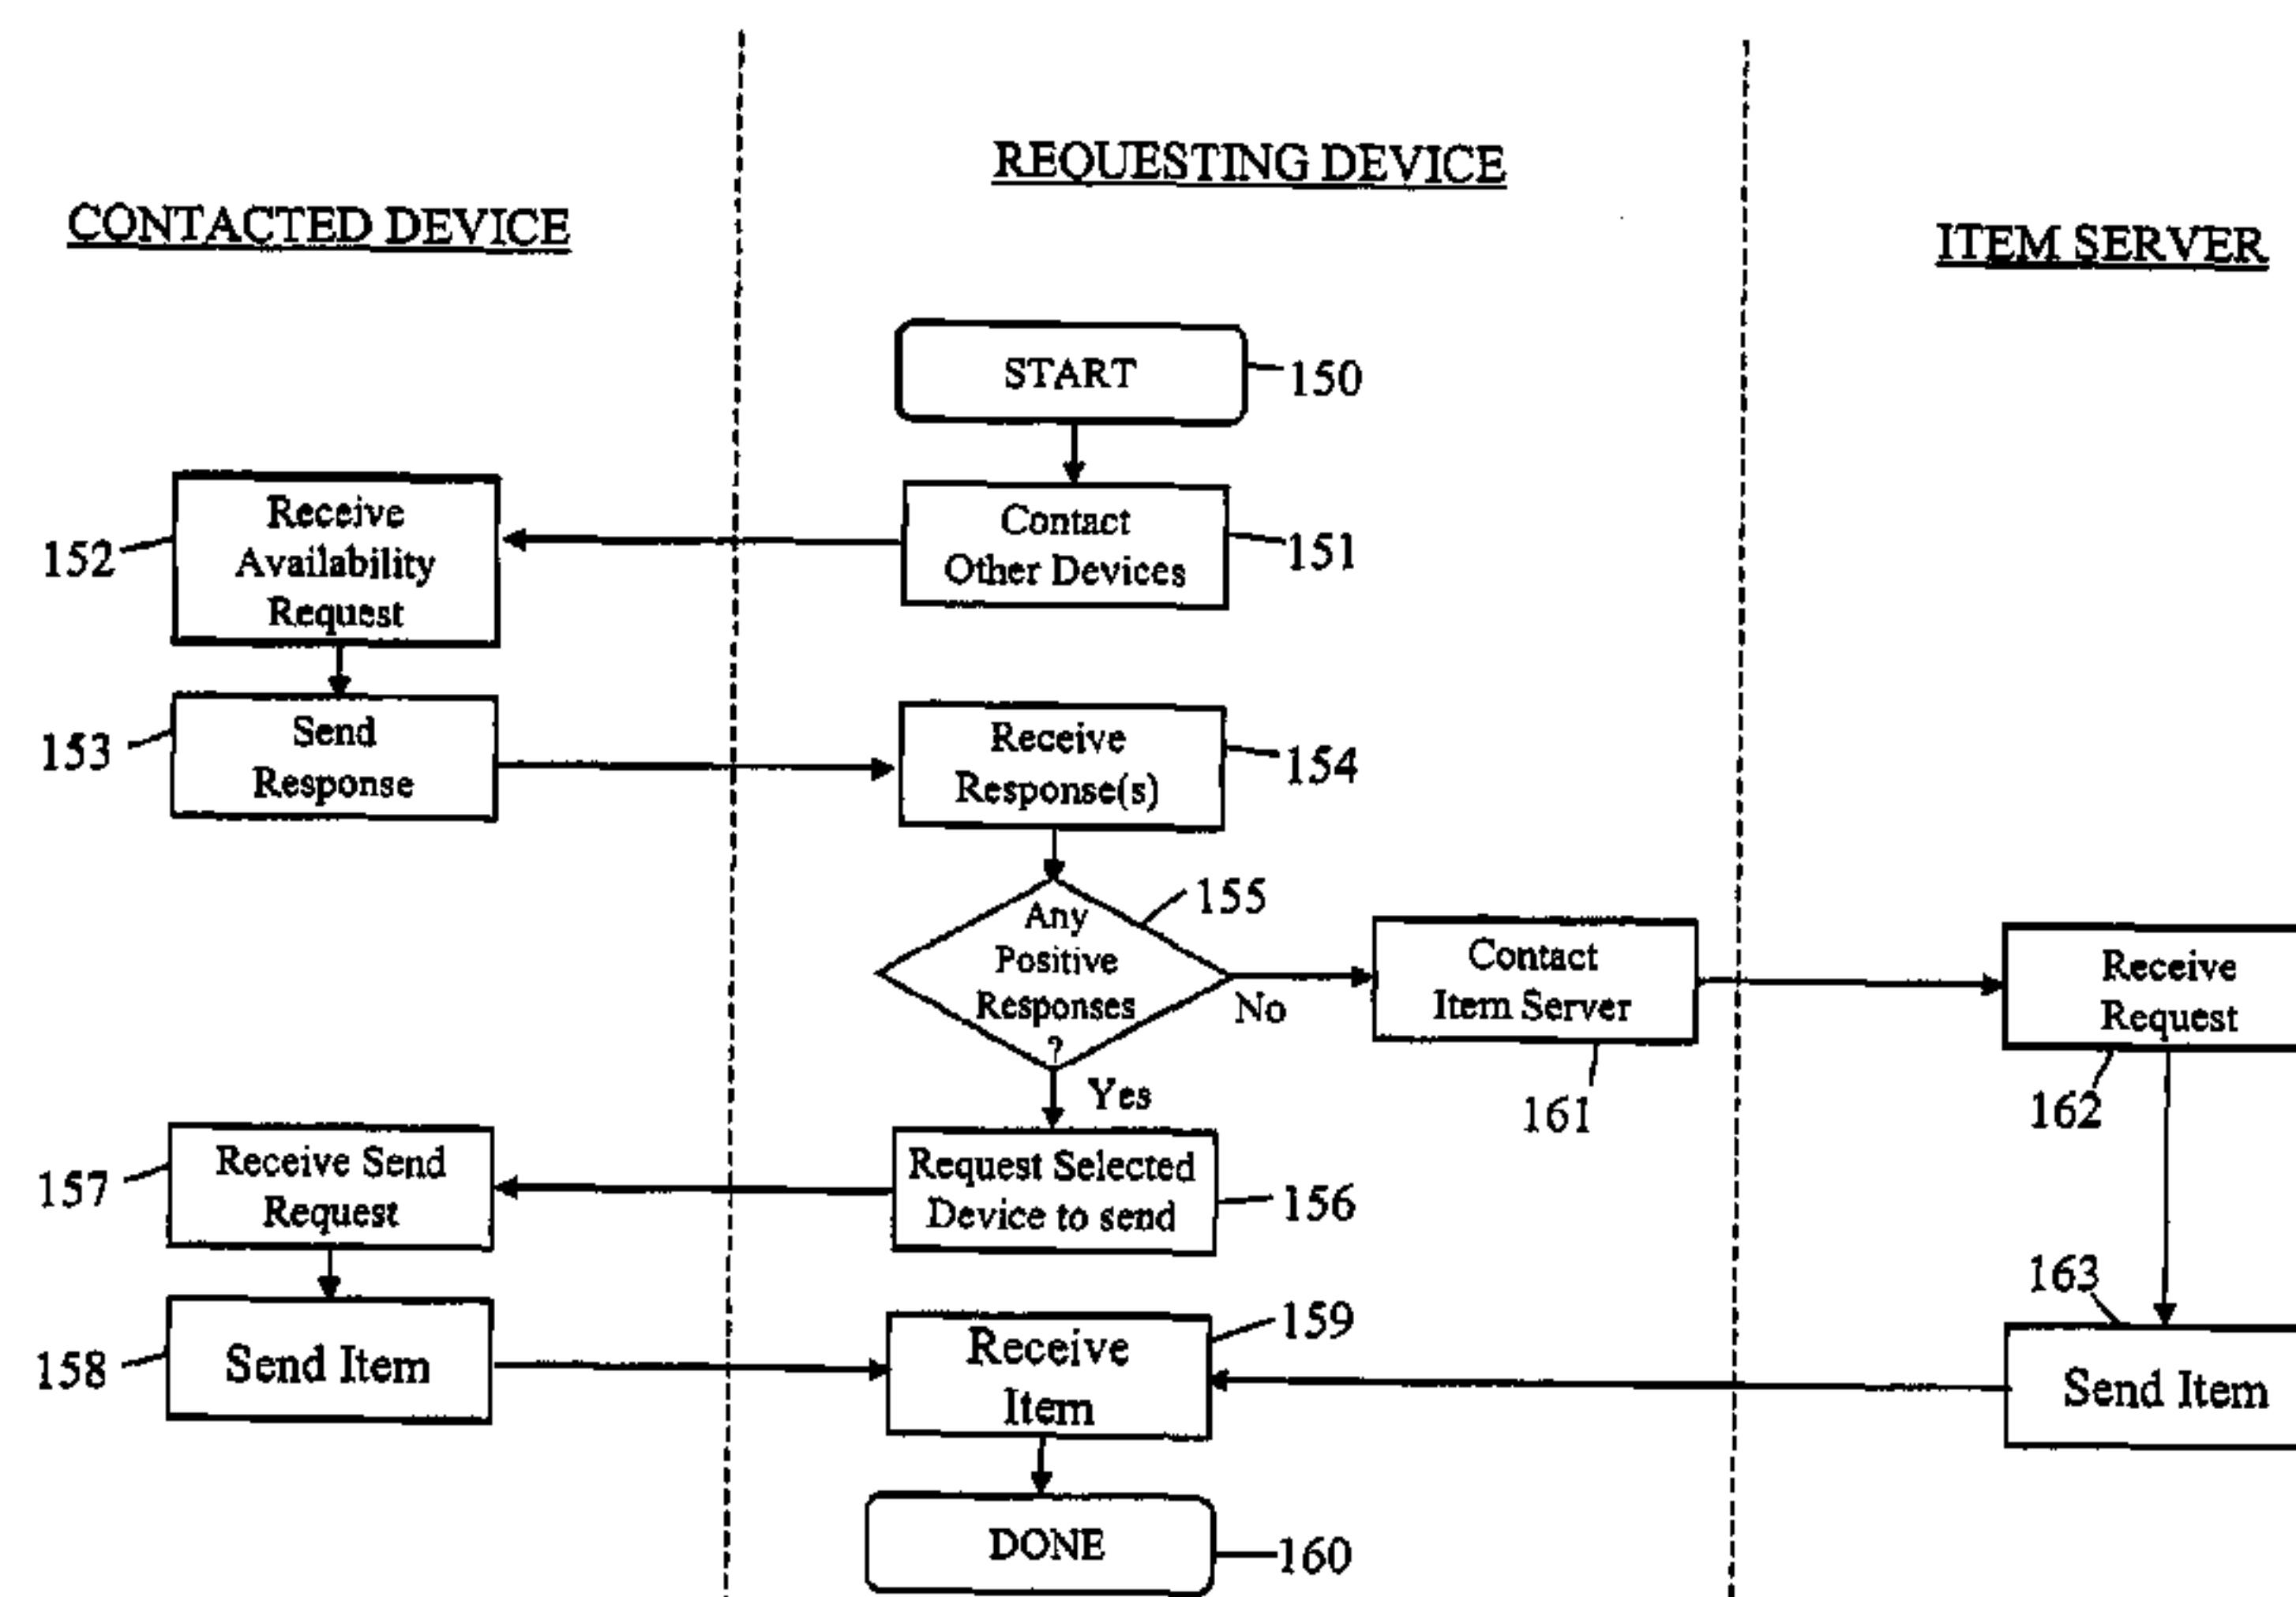 REQUESTING DEVICE
CONTACTED DEVICE
ITEM SERVER
START
150
Receive
Availability
Request
152
Contact
Other Devices
151
Send
Response
153
Receive
Response(s)
154
Any
Positive
Responses
?
155
No
Yes
Contact
Item Server
161
Receive
Request
162
Receive Send
Request
157
Request Selected
Device to send
156
163
Send Item
158
Receive
Item
159
Send Item
DONE
160